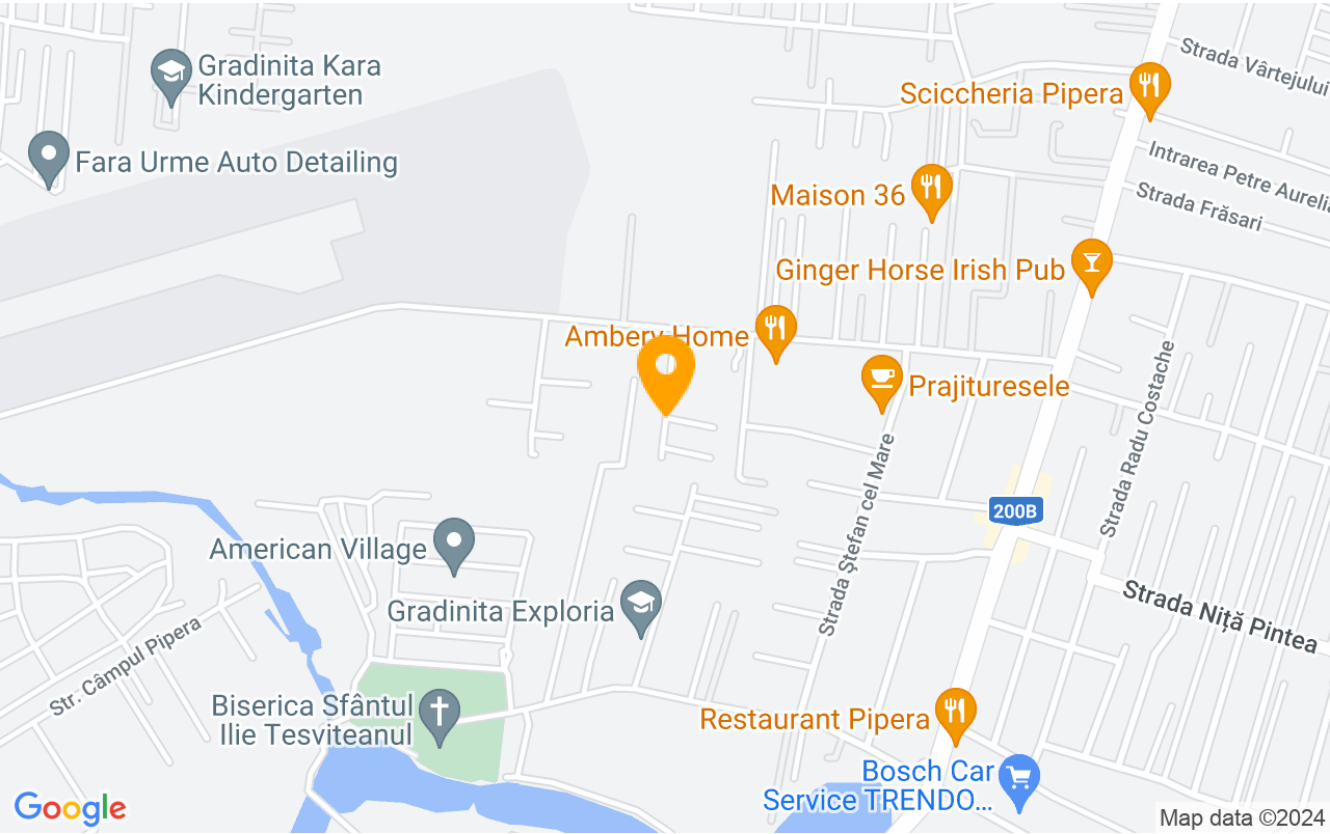 Gradinita Kara
Kindergarten
Strada Vârtejului
Sciccheria Pipera
Fara Urme Auto Detailing
Intrarea Petre Aurelia
Maison 36
Strada Frăsari
Ginger Horse Irish Pub
Ambery Home
Prajituresele
Strada Radu Costache
Strada Ștefan cel Mare
200B
American Village
Gradinita Exploria
Strada Niță Pintea
Str. Câmpul Pipera
Biserica Sfântul
Ilie Tesviteanul
Restaurant Pipera
Bosch Car
Service TRENDO...
Google
Map data ©2024